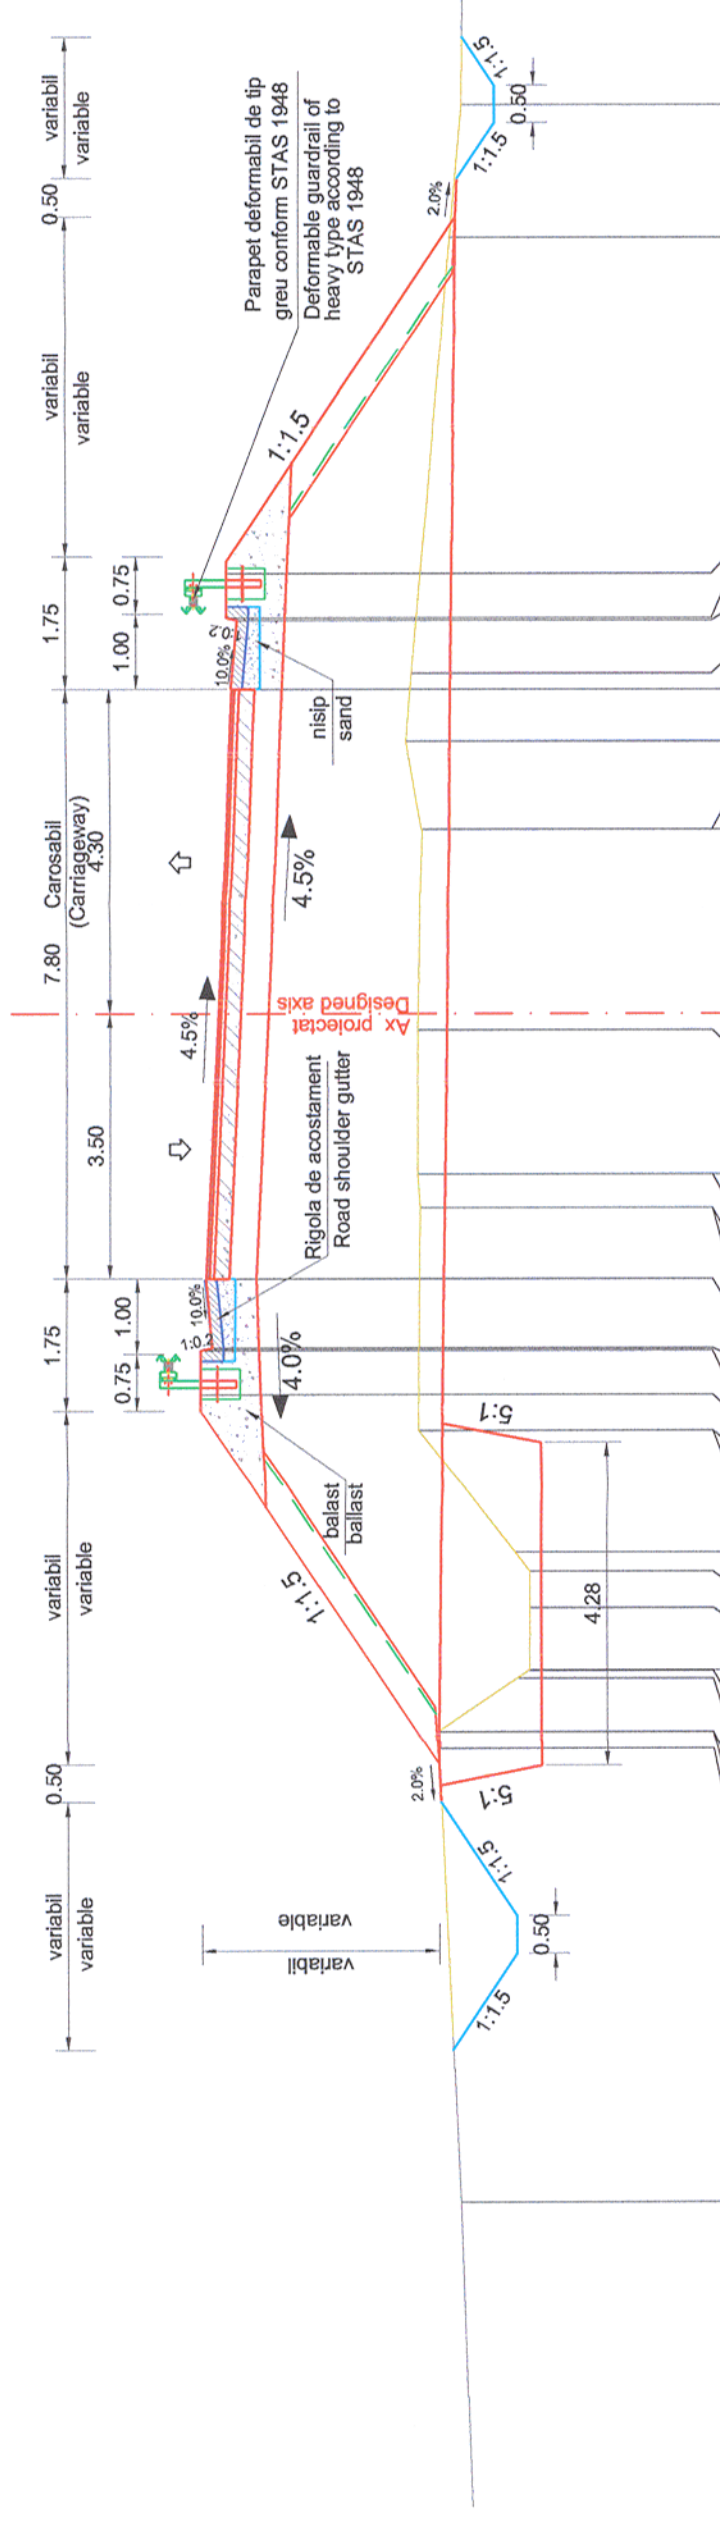 variabil
variable
0.50
variabil
variable
1.75
0.75
1.00
7.80 Carosabil
(Carriageway)
4.30
3.50
1.75
1.00
0.75
variabil
variable
0.50
variabil
variable
Parapet deformabil de tip
greu conform STAS 1948
Deformable guardrail of
heavy type according to
STAS 1948
1:1.5
0.50
1:1.5
2.0%
1:1.5
10.0%
nisip
sand
4.5%
4.5%
Ax proiectat
Designed axis
Rigola de acostament
Road shoulder gutter
10.0%
4.0%
balast
ballast
1:1.5
5:1
4.28
5:1
2.0%
1:1.5
0.50
1:1.5
variabil
variable